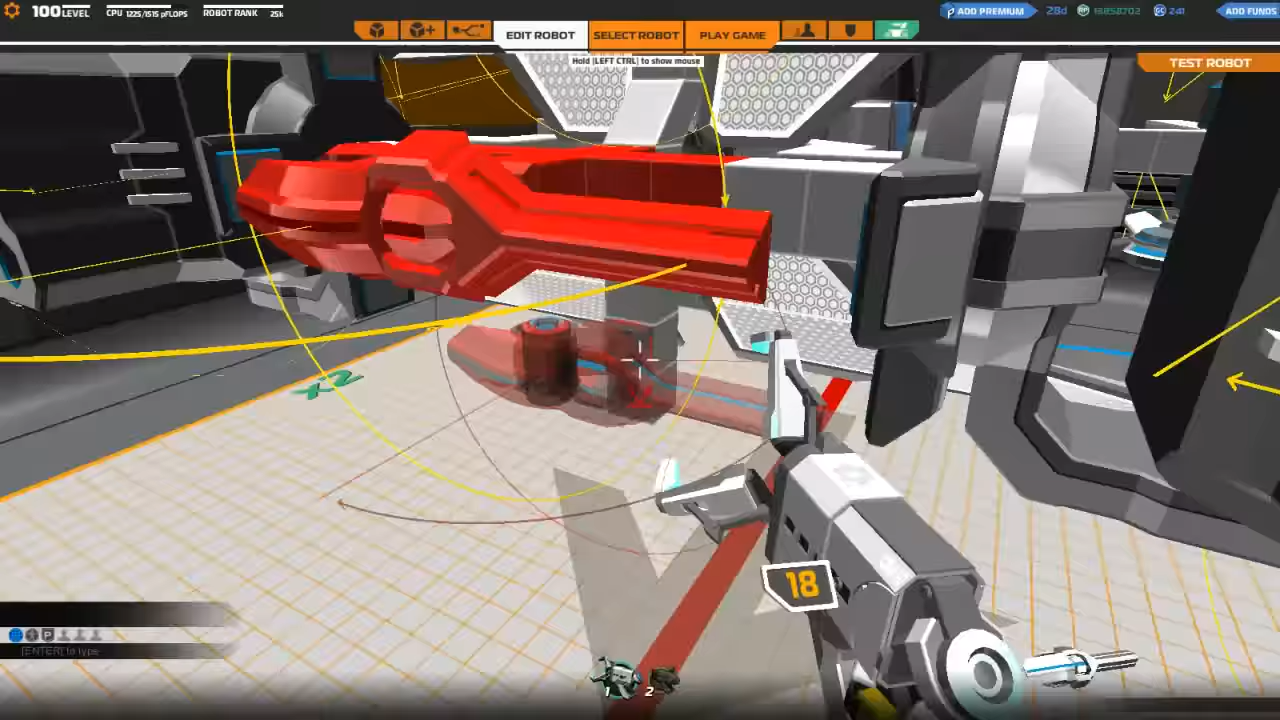 100 LEVEL
CPU 1225/1515 pFLOPS
ROBOT RANK 25k
ADD PREMIUM
28d
241
ADD FUNDS
EDIT ROBOT
SELECT ROBOT
PLAY GAME
Hold [LEFT CTRL] to show mouse
TEST ROBOT
x2
18
[ENTER] to type
1
2